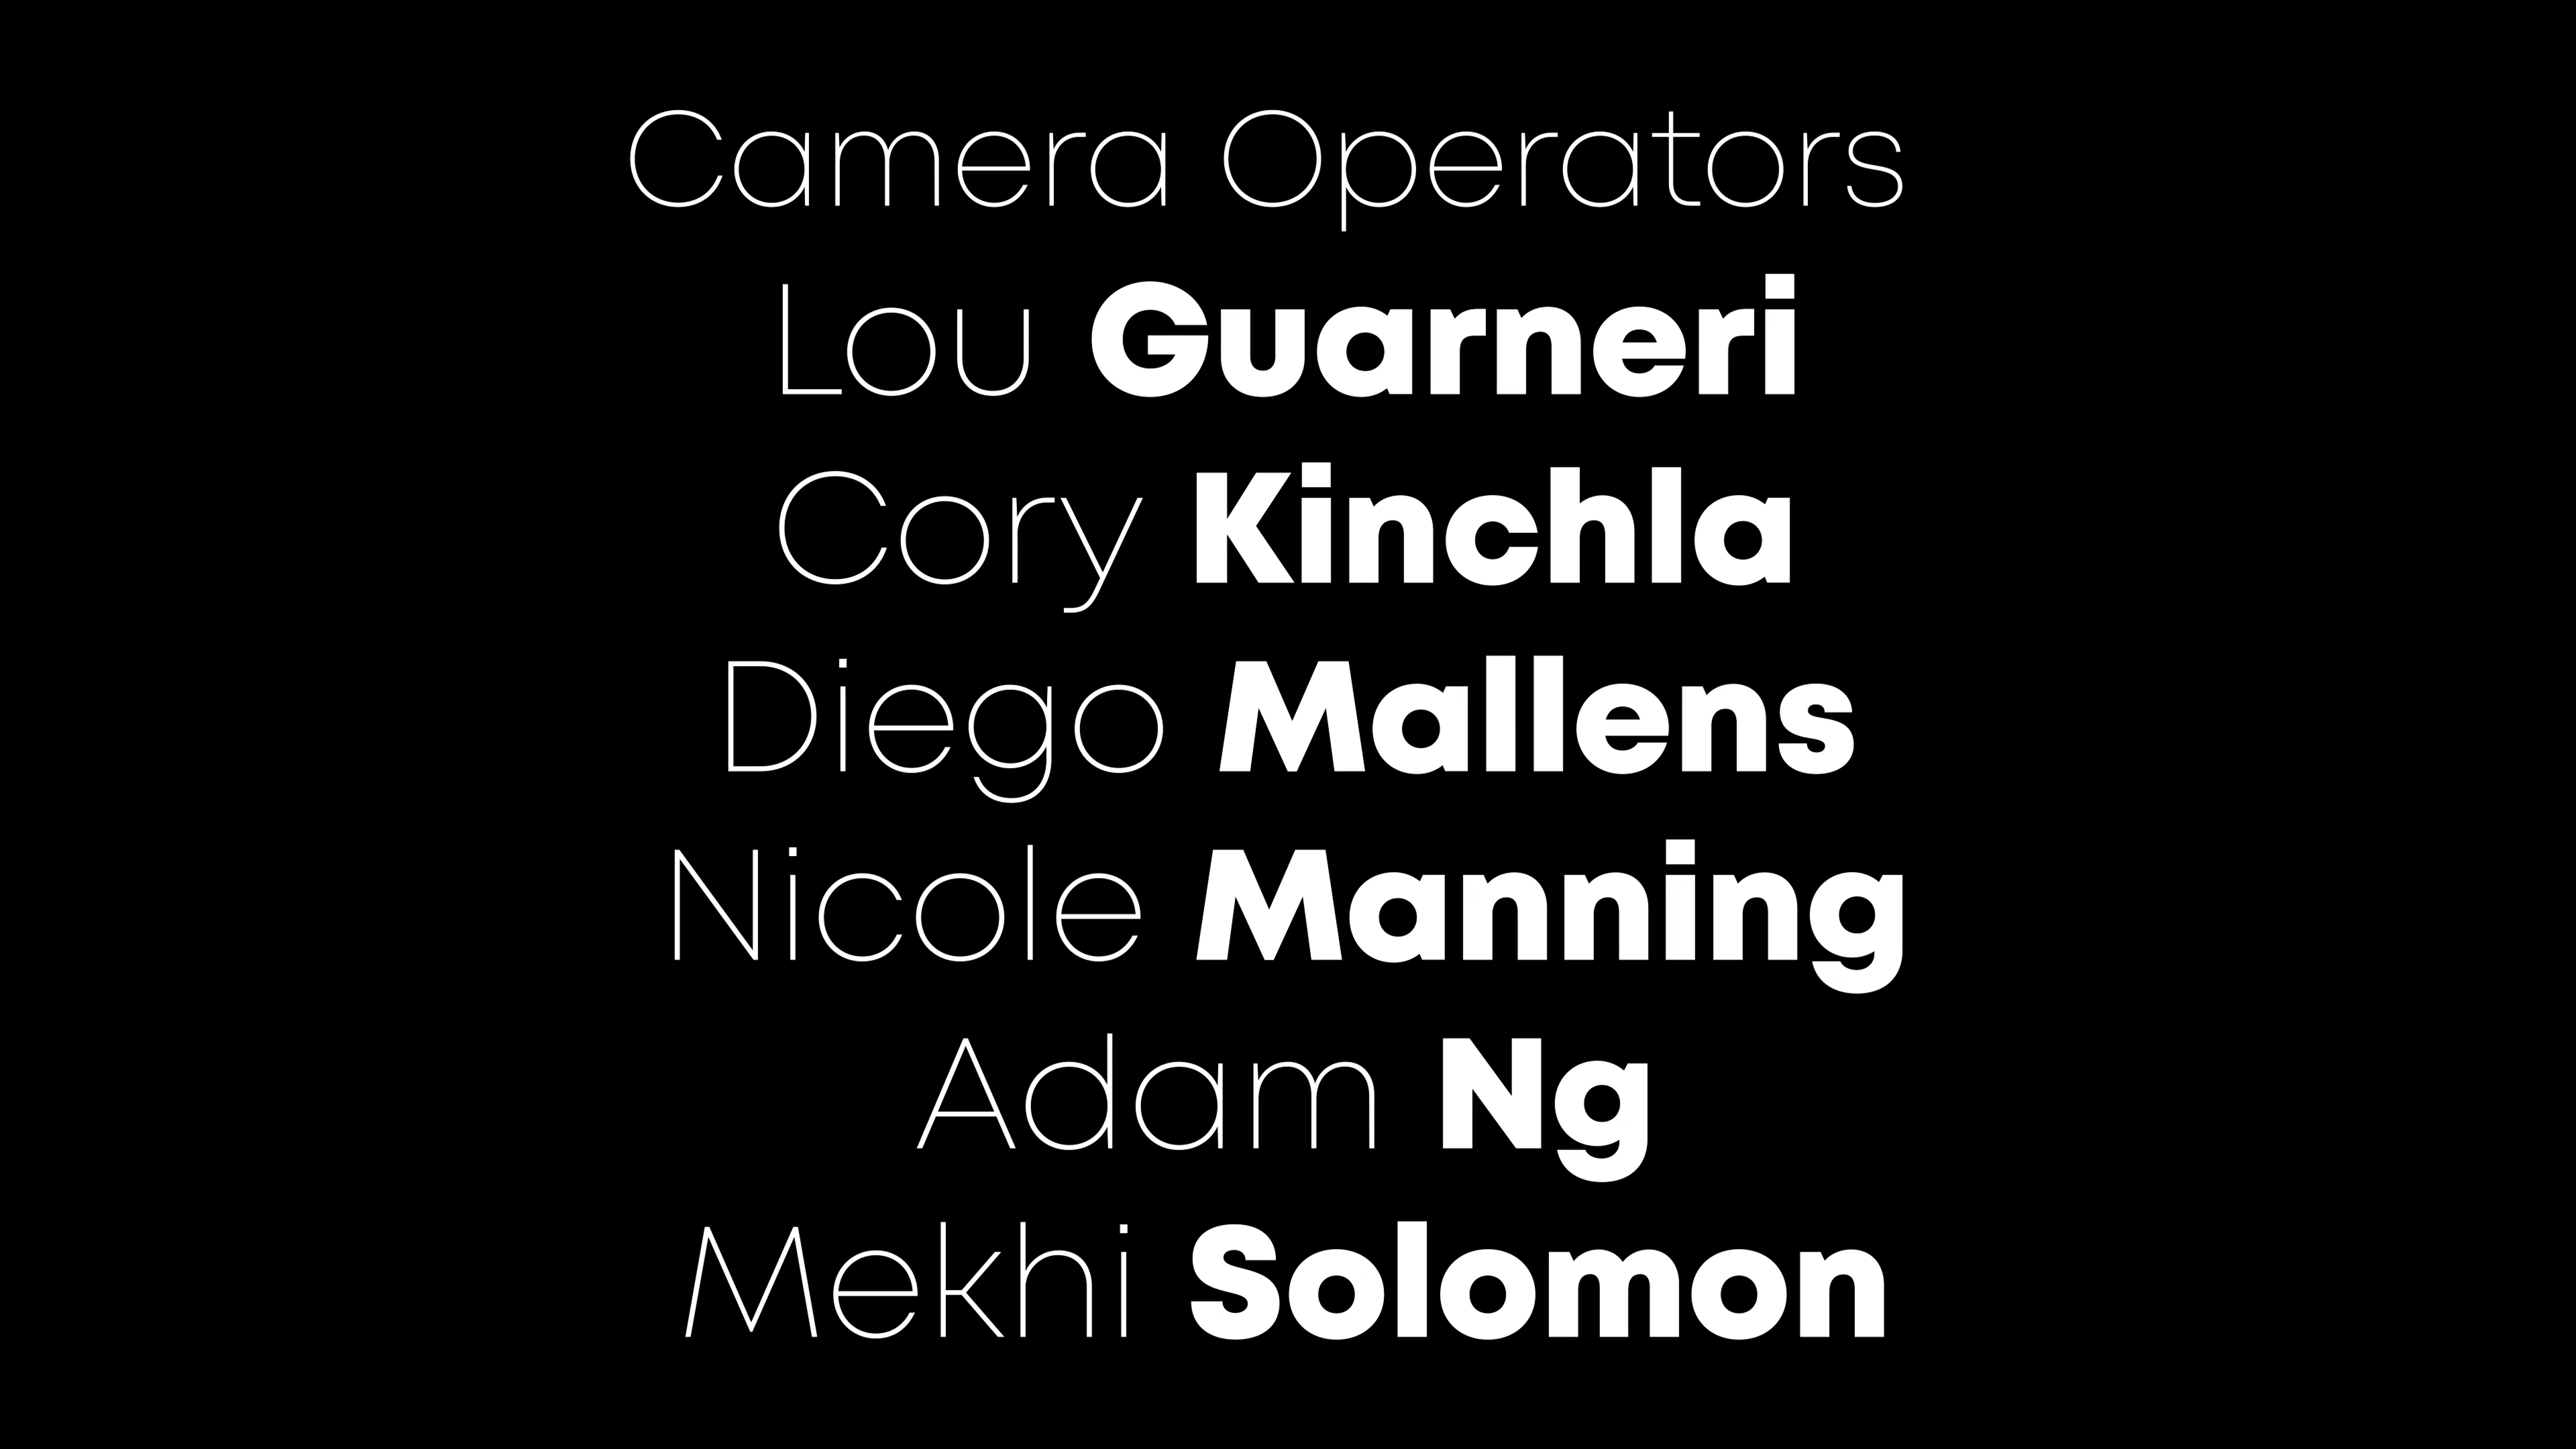 Camera Operators
Lou Guarneri
Cory Kinchla
Diego Mallens
Nicole Manning
Adam Ng
Mekhi Solomon